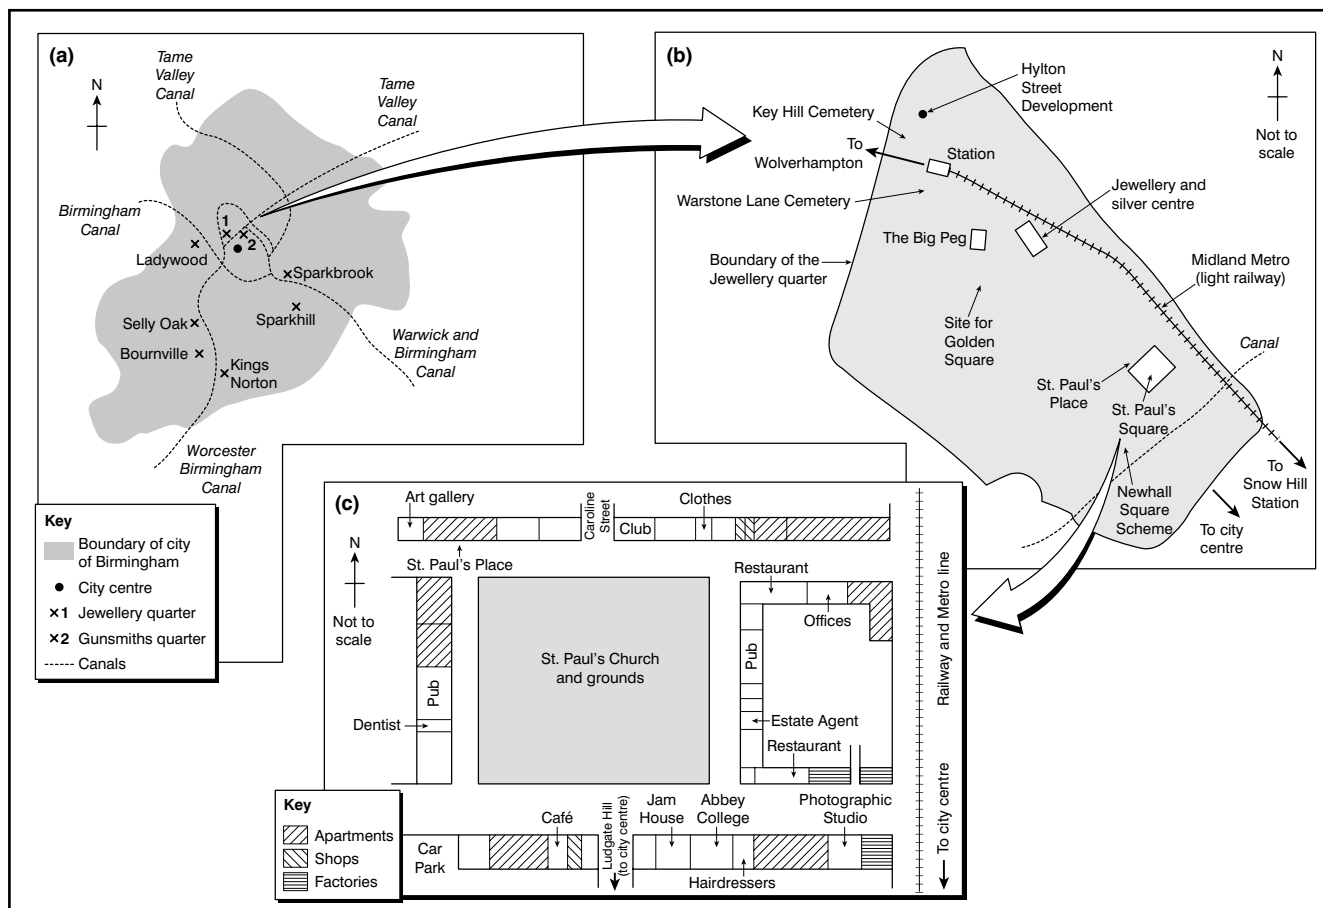 (a)
Tame
Valley
Canal
Tame
Valley
Canal
N
Birmingham
Canal
1
2
Ladywood
Sparkbrook
Selly Oak
Sparkhill
Bournville
Kings
Norton
Warwick and
Birmingham
Canal
Worcester
Birmingham
Canal
Key
Boundary of city
of Birmingham
City centre
1 Jewellery quarter
2 Gunsmiths quarter
Canals
(b)
N
Not to
scale
Hylton
Street
Development
Key Hill Cemetery
To
Wolverhampton
Station
Warstone Lane Cemetery
Jewellery and
silver centre
The Big Peg
Boundary of the
Jewellery quarter
Midland Metro
(light railway)
Site for
Golden
Square
Canal
St. Paul's
Place
St. Paul's
Square
To
Snow Hill
Station
Newhall
Square
Scheme
To city
centre
(c)
N
Not to
scale
Art gallery
Caroline
Street
Clothes
Club
St. Paul's Place
Restaurant
Offices
Railway and Metro line
St. Paul's Church
and grounds
Pub
Pub
Dentist
Estate Agent
Restaurant
Café
Ludgate Hill
(to city centre)
Jam
House
Abbey
College
Photographic
Studio
To city centre
Car
Park
Hairdressers
Key
Apartments
Shops
Factories